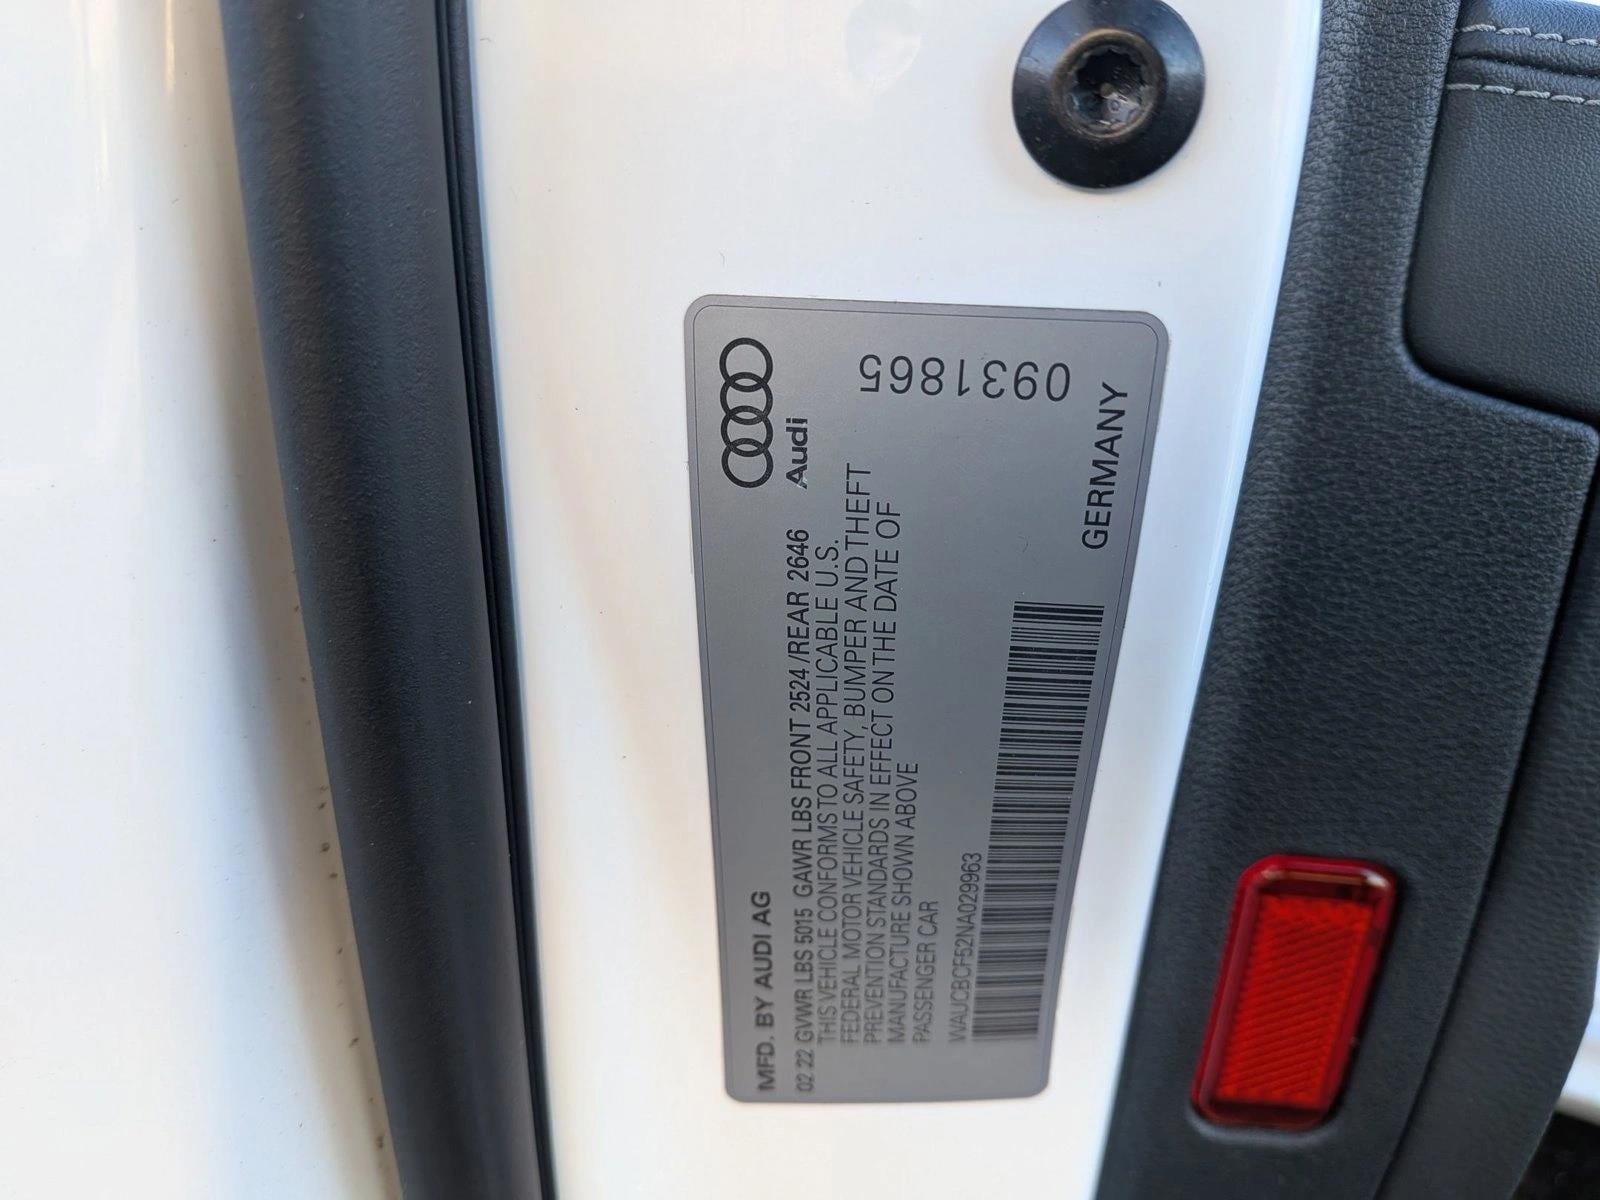 MFD. BY AUDI AG
Audi
02 22 GVWR LBS 5015 GAWR LBS FRONT 2524 /REAR 2646
THIS VEHICLE CONFORMS TO ALL APPLICABLE U.S.
FEDERAL MOTOR VEHICLE SAFETY, BUMPER AND THEFT
PREVENTION STANDARDS IN EFFECT ON THE DATE OF
MANUFACTURE SHOWN ABOVE
PASSENGER CAR
WAUCBCF52NA029963
0931865
GERMANY